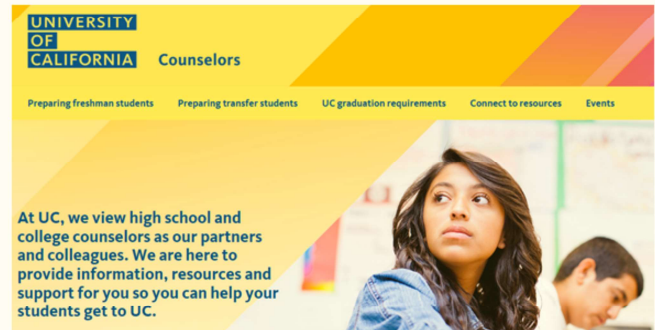 UNIVERSITY
OF
CALIFORNIA
Counselors
Preparing freshman students
Preparing transfer students
UC graduation requirements
Connect to resources
Events
At UC, we view high school and
college counselors as our partners
and colleagues. We are here to
provide information, resources and
support for you so you can help your
students get to UC.